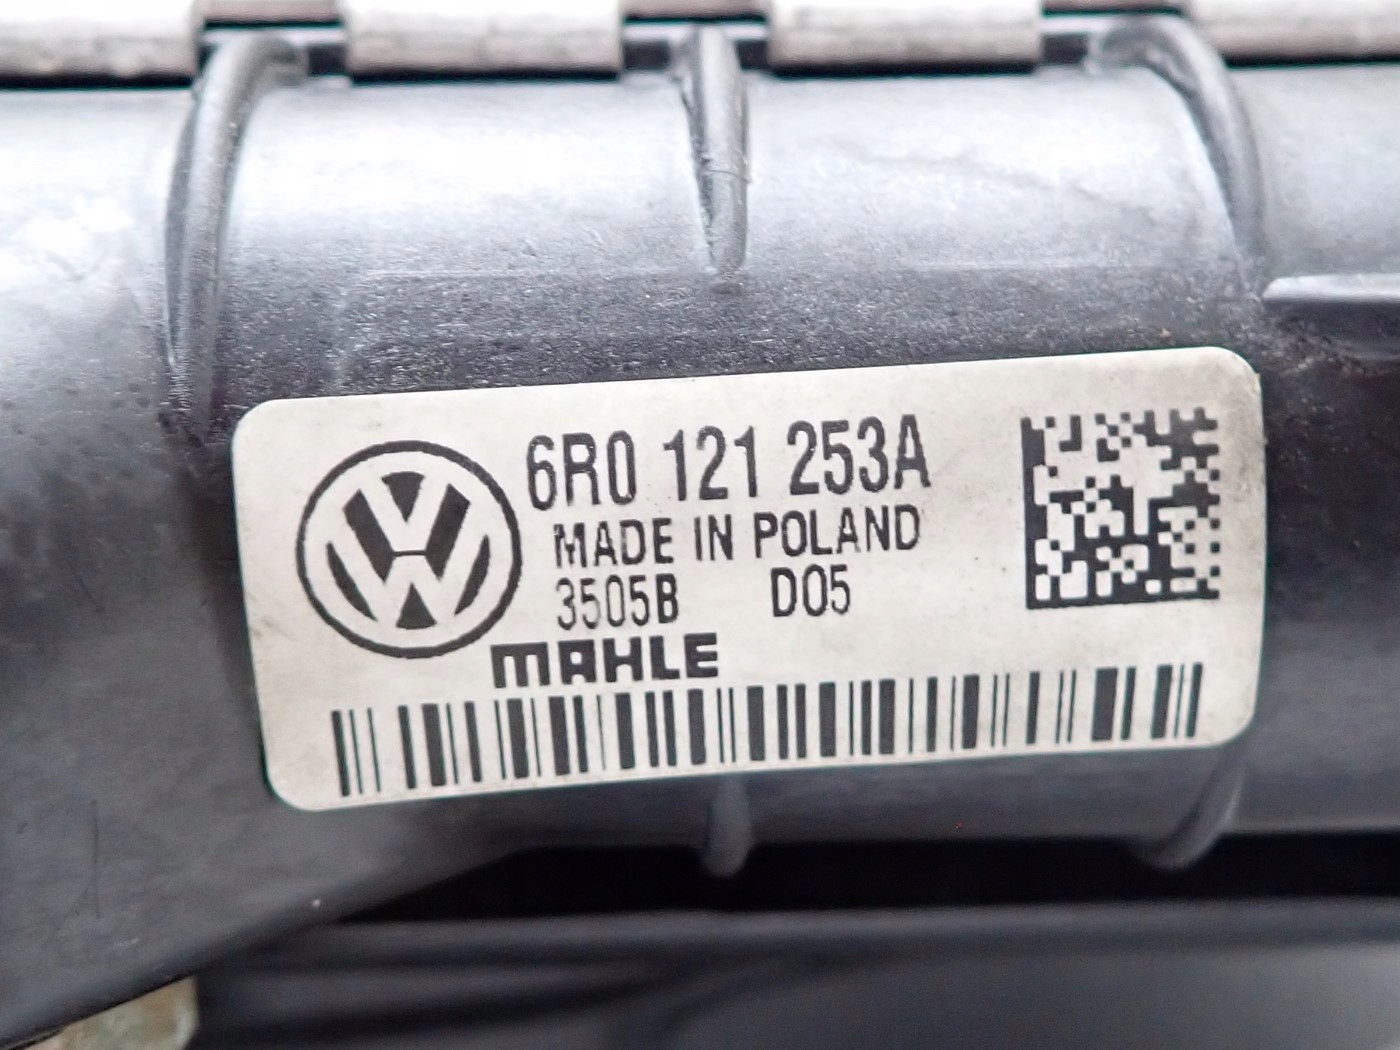 6R0 121 253A
MADE IN POLAND
3505B D05
MAHLE